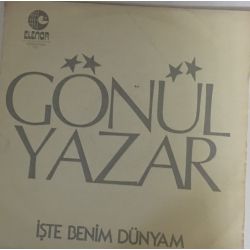 ELENOR
GÖNÜL
YAZAR
İŞTE BENİM DÜNYAM